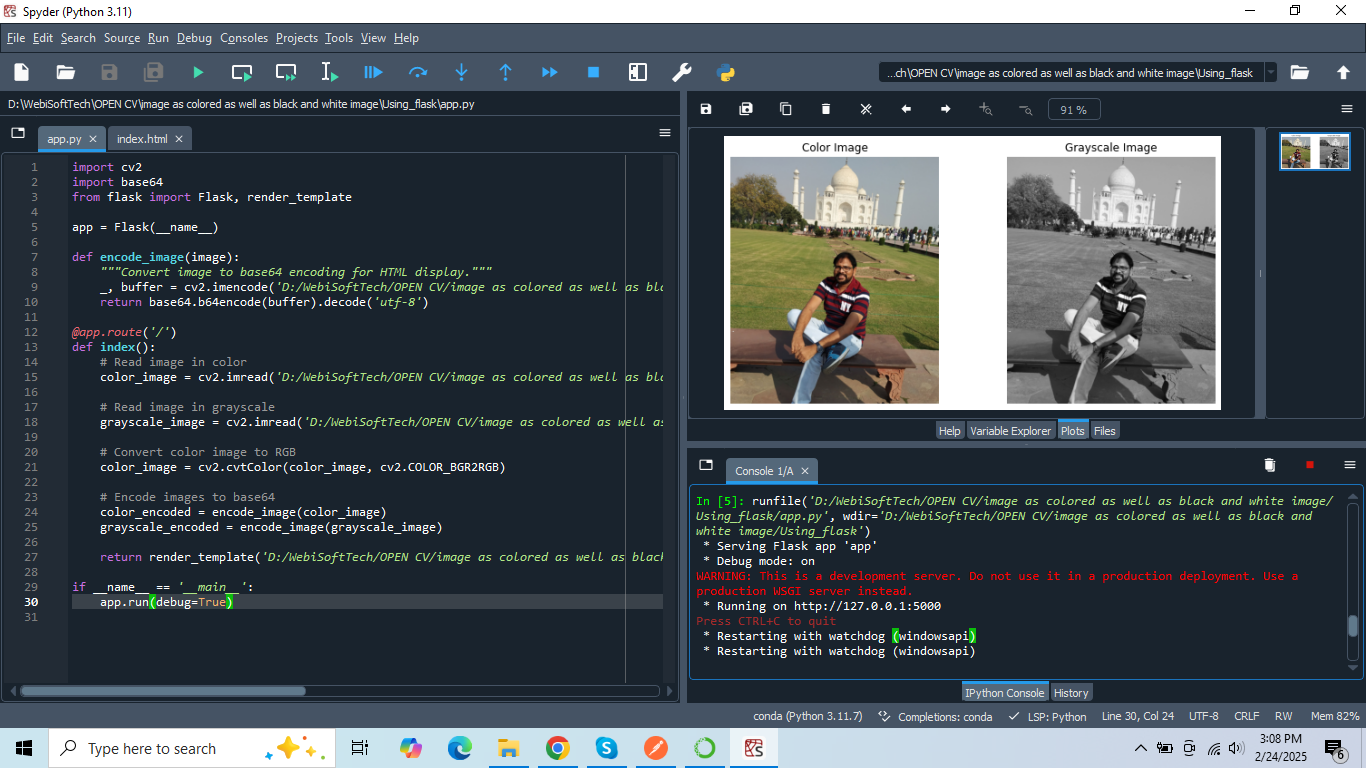 Spyder (Python 3.11)
File Edit Search Source Run Debug Consoles Projects Tools View Help
...ch\OPEN CV\image as colored as well as black and white image\Using_flask
D:\WebiSoftTech\OPEN CV\image as colored as well as black and white image\Using_flask\app.py
app.py
index.html
1 import cv2
2 import base64
3 from flask import Flask, render_template
4
5 app = Flask(__name__)
6
7 def encode_image(image):
8 """Convert image to base64 encoding for HTML display."""
9 _, buffer = cv2.imencode('D:/WebiSoftTech/OPEN CV/image as colored as well as bla
10 return base64.b64encode(buffer).decode('utf-8')
11
12 @app.route('/')
13 def index():
14 # Read image in color
15 color_image = cv2.imread('D:/WebiSoftTech/OPEN CV/image as colored as well as bla
16
17 # Read image in grayscale
18 grayscale_image = cv2.imread('D:/WebiSoftTech/OPEN CV/image as colored as well as
19
20 # Convert color image to RGB
21 color_image = cv2.cvtColor(color_image, cv2.COLOR_BGR2RGB)
22
23 # Encode images to base64
24 color_encoded = encode_image(color_image)
25 grayscale_encoded = encode_image(grayscale_image)
26
27 return render_template('D:/WebiSoftTech/OPEN CV/image as colored as well as black
28
29 if __name__ == '__main__':
30 app.run(debug=True)
31
91 %
Color Image
Grayscale Image
NY
Help Variable Explorer Plots Files
Console 1/A
In [5]: runfile('D:/WebiSoftTech/OPEN CV/image as colored as well as black and white image/
Using_flask/app.py', wdir='D:/WebiSoftTech/OPEN CV/image as colored as well as black and
white image/Using_flask')
* Serving Flask app 'app'
* Debug mode: on
WARNING: This is a development server. Do not use it in a production deployment. Use a
production WSGI server instead.
* Running on http://127.0.0.1:5000
Press CTRL+C to quit
* Restarting with watchdog (windowsapi)
* Restarting with watchdog (windowsapi)
IPython Console History
conda (Python 3.11.7) Completions: conda LSP: Python Line 30, Col 24 UTF-8 CRLF RW Mem 82%
Type here to search
3:08 PM
2/24/2025
6